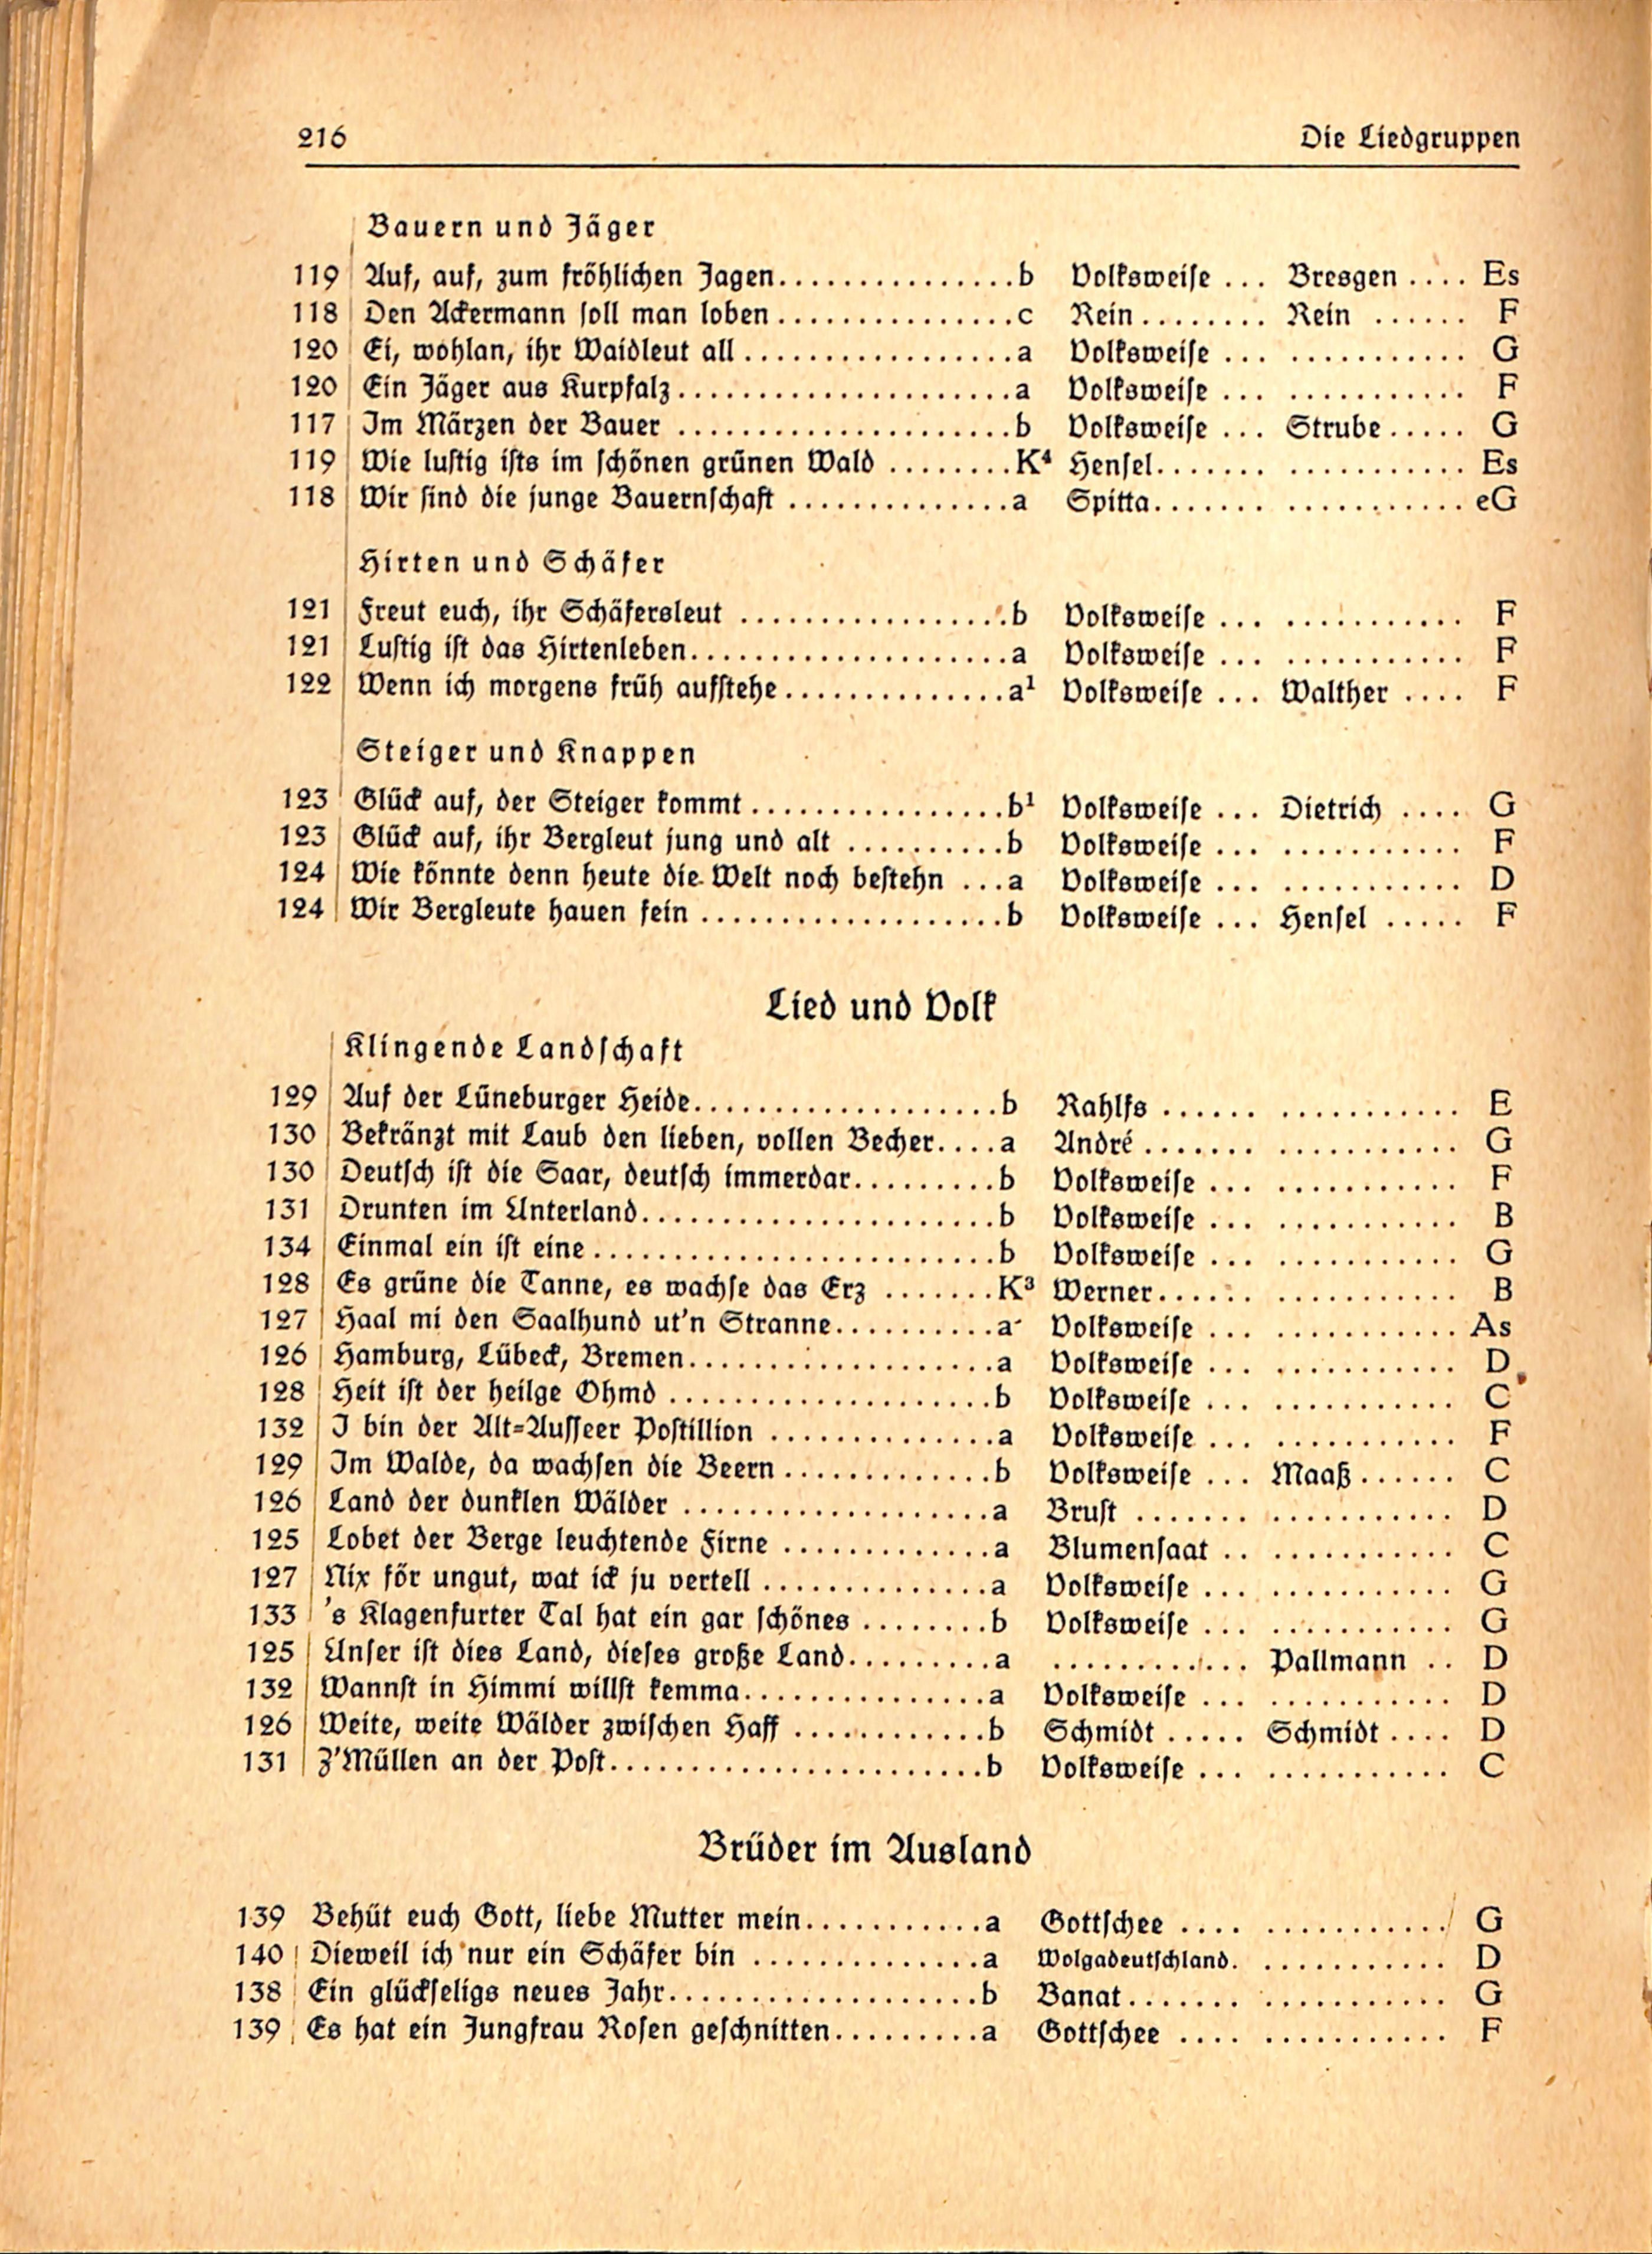 216 Die Liedgruppen
Bauern und Jäger
119 Auf, auf, zum fröhlichen Jagen............... b Volksweise ... Bresgen .... Es
118 Den Ackermann soll man loben ............... c Rein........ Rein ...... F
120 Ei, wohlan, ihr Waidleut all ................. a Volksweise ... ........... G
120 Ein Jäger aus Kurpfalz..................... a Volksweise ... ........... F
117 Im Märzen der Bauer ..................... b Volksweise ... Strube ..... G
119 Wie lustig ists im schönen grünen Wald ........ K⁴ Hensel....... ........... Es
118 Wir sind die junge Bauernschaft .............. a Spitta....... ........... eG
Hirten und Schäfer
121 Freut euch, ihr Schäfersleut ................. b Volksweise ... ........... F
121 Lustig ist das Hirtenleben.................... a Volksweise ... ........... F
122 Wenn ich morgens früh aufstehe .............. a¹ Volksweise ... Walther .... F
Steiger und Knappen
123 Glück auf, der Steiger kommt ................ b¹ Volksweise ... Dietrich .... G
123 Glück auf, ihr Bergleut jung und alt .......... b Volksweise ... ........... F
124 Wie könnte denn heute die Welt noch bestehn ... a Volksweise ... ........... D
124 Wir Bergleute hauen fein ................... b Volksweise ... Hensel ..... F
Lied und Volk
Klingende Landschaft
129 Auf der Lüneburger Heide................... b Rahlfs ...... ........... E
130 Bekränzt mit Laub den lieben, vollen Becher.... a André ....... ........... G
130 Deutsch ist die Saar, deutsch immerdar......... b Volksweise ... ........... F
131 Drunten im Unterland...................... b Volksweise ... ........... B
134 Einmal ein ist eine ......................... b Volksweise ... ........... G
128 Es grüne die Tanne, es wachse das Erz ....... K³ Werner...... ........... B
127 Haal mi den Saalhund ut'n Stranne.......... a Volksweise ... ........... As
126 Hamburg, Lübeck, Bremen................... a Volksweise ... ........... D
128 Heit ist der heilge Ohmd .................... b Volksweise ... ........... C
132 I bin der Alt-Ausseer Postillion .............. a Volksweise ... ........... F
129 Im Walde, da wachsen die Beern ............. b Volksweise ... Maaß ...... C
126 Land der dunklen Wälder ................... a Brust ....... ........... D
125 Lobet der Berge leuchtende Firne ............. a Blumensaat .. ........... C
127 Nix för ungut, wat ick ju vertell .............. a Volksweise ... ........... G
133 's Klagenfurter Tal hat ein gar schönes ........ b Volksweise ... ........... G
125 Unser ist dies Land, dieses große Land......... a ............ Pallmann .. D
132 Wannst in Himmi willst kemma............... a Volksweise ... ........... D
126 Weite, weite Wälder zwischen Haff ............ b Schmidt ..... Schmidt .... D
131 Z'Müllen an der Post....................... b Volksweise ... ........... C
Brüder im Ausland
139 Behüt euch Gott, liebe Mutter mein........... a Gottschee .... ........... G
140 Dieweil ich nur ein Schäfer bin .............. a Wolgadeutschland. ........... D
138 Ein glückseligs neues Jahr................... b Banat....... ........... G
139 Es hat ein Jungfrau Rosen geschnitten......... a Gottschee .... ........... F